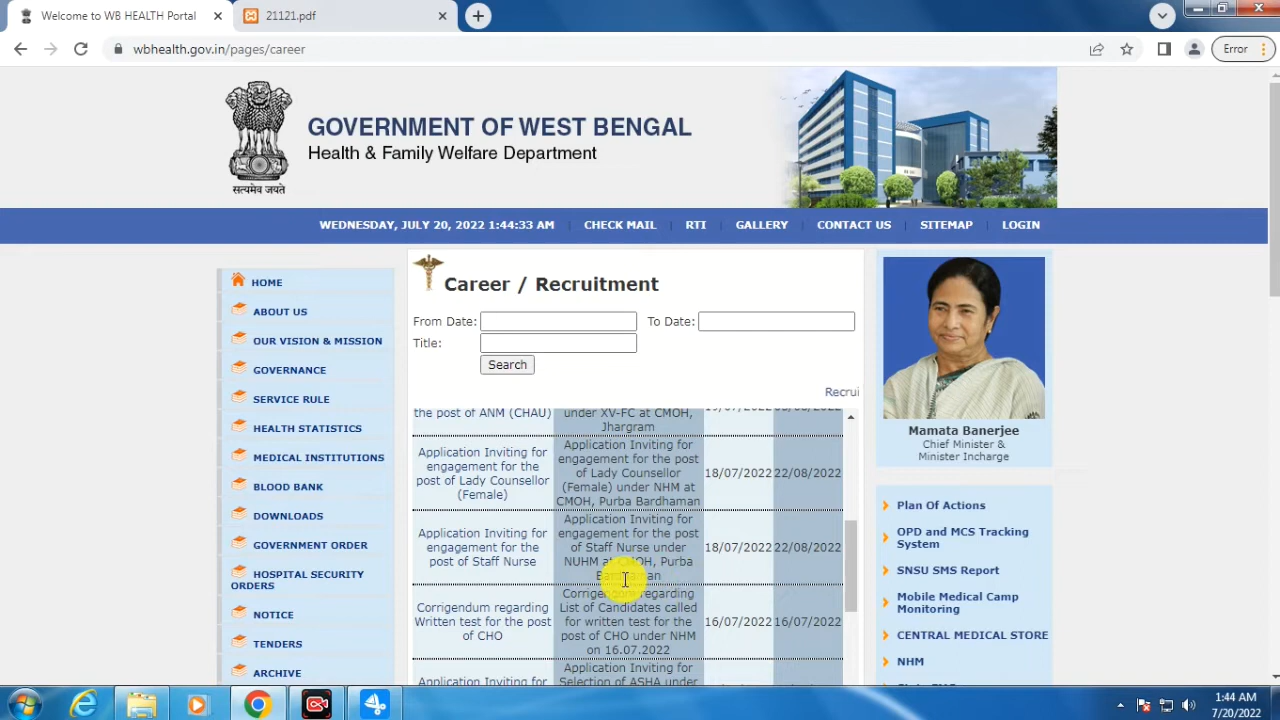 Welcome to WB HEALTH Portal
21121.pdf
wbhealth.gov.in/pages/career
Error
सत्यमेव जयते
GOVERNMENT OF WEST BENGAL
Health & Family Welfare Department
WEDNESDAY, JULY 20, 2022 1:44:33 AM
CHECK MAIL
RTI
GALLERY
CONTACT US
SITEMAP
LOGIN
HOME
ABOUT US
OUR VISION & MISSION
GOVERNANCE
SERVICE RULE
HEALTH STATISTICS
MEDICAL INSTITUTIONS
BLOOD BANK
DOWNLOADS
GOVERNMENT ORDER
HOSPITAL SECURITY
ORDERS
NOTICE
TENDERS
ARCHIVE
Career / Recruitment
From Date:
To Date:
Title:
Search
Recrui
the post of ANM (CHAU)
under XV-FC at CMOH,
Jhargram
Application Inviting for
engagement for the
post of Lady Counsellor
(Female)
Application Inviting for
engagement for the post
of Lady Counsellor
(Female) under NHM at
CMOH, Purba Bardhaman
18/07/2022
22/08/2022
Application Inviting for
engagement for the
post of Staff Nurse
Application Inviting for
engagement for the post
of Staff Nurse under
NUHM at CMOH, Purba
Bardhaman
18/07/2022
22/08/2022
Corrigendum regarding
Written test for the post
of CHO
Corrigendum regarding
List of Candidates called
for written test for the
post of CHO under NHM
on 16.07.2022
16/07/2022
16/07/2022
Application Inviting for
Application Inviting for
Selection of ASHA under
Mamata Banerjee
Chief Minister &
Minister Incharge
Plan Of Actions
OPD and MCS Tracking
System
SNSU SMS Report
Mobile Medical Camp
Monitoring
CENTRAL MEDICAL STORE
NHM
1:44 AM
7/20/2022